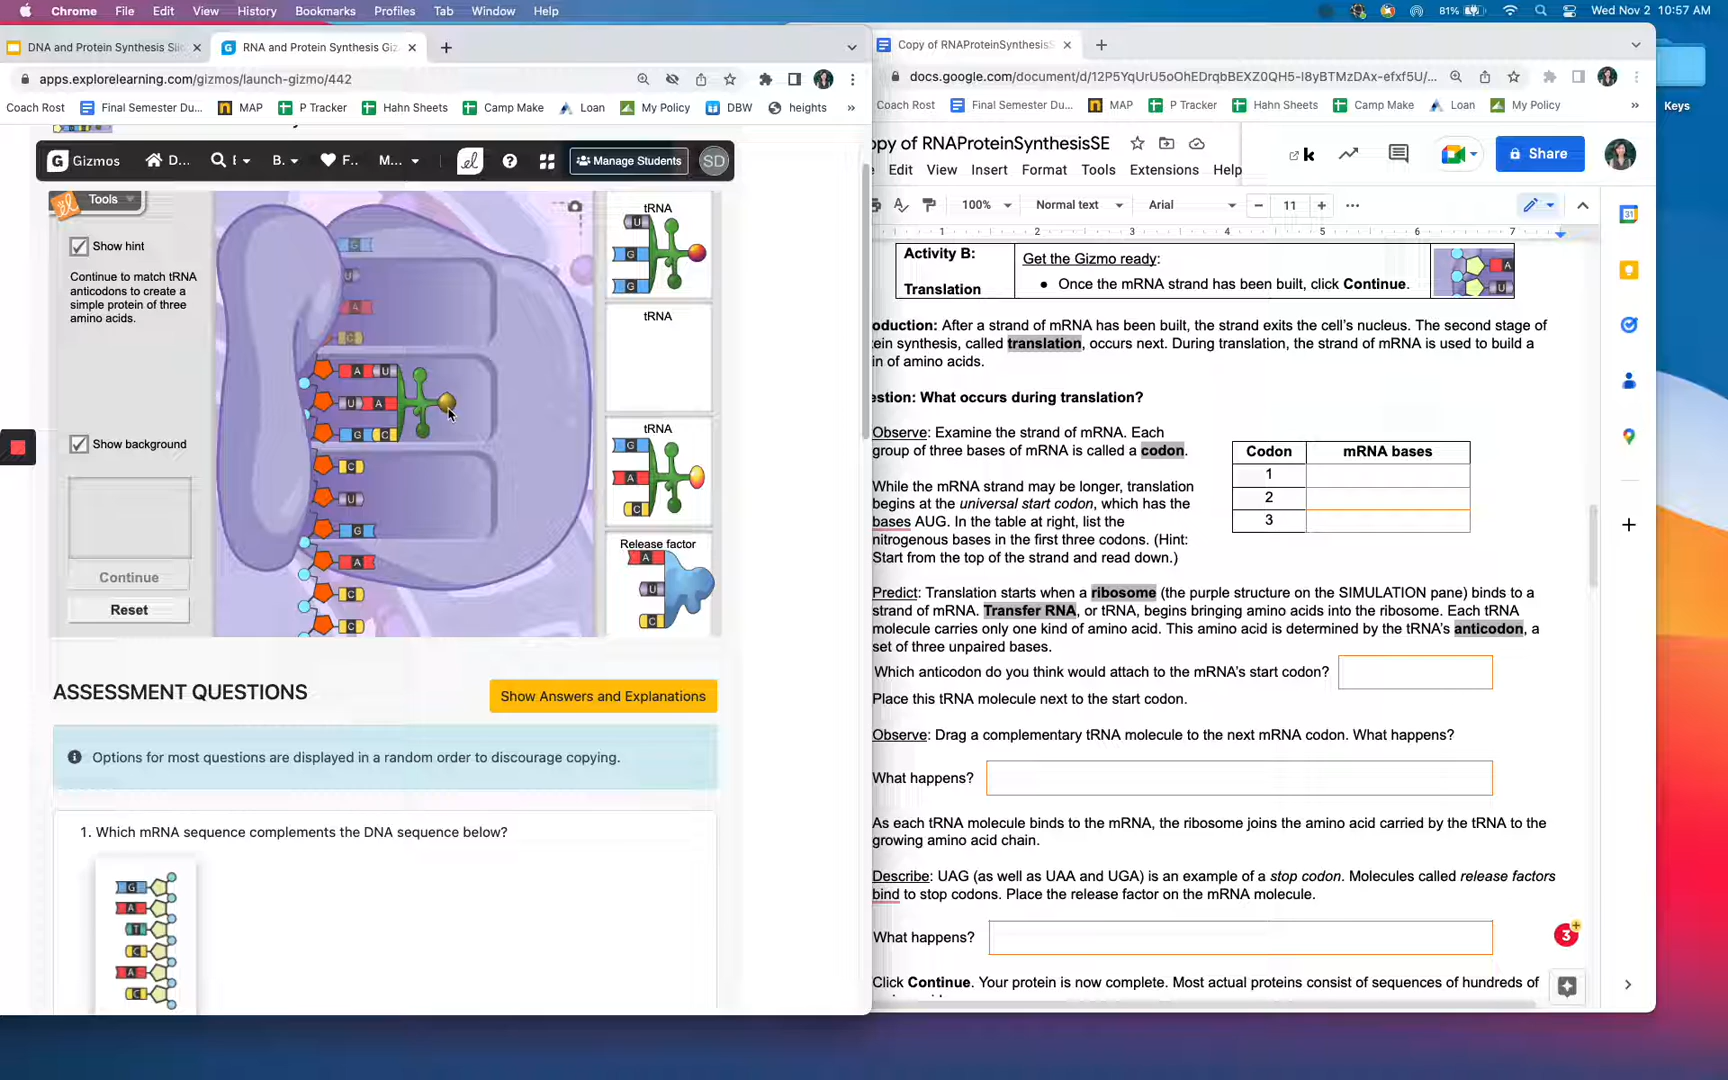 Chrome File Edit View History Bookmarks Profiles Tab Window Help
81% Wed Nov 2 10:57 AM
DNA and Protein Synthesis Slid
RNA and Protein Synthesis Giz
apps.explorelearning.com/gizmos/launch-gizmo/442
Coach Rost Final Semester Du... MAP P Tracker Hahn Sheets Camp Make Loan My Policy DBW heights »
Gizmos D... B. F.. M... Manage Students SD
Tools
Show hint
Continue to match tRNA
anticodons to create a
simple protein of three
amino acids.
Show background
Continue
Reset
G
U
A
C
A U
U A
G C
C
U
G
A
C
C
tRNA
U
G
G
tRNA
tRNA
G
A
C
Release factor
A
U
C
ASSESSMENT QUESTIONS
Show Answers and Explanations
Options for most questions are displayed in a random order to discourage copying.
1. Which mRNA sequence complements the DNA sequence below?
G
A
T
C
A
C
Copy of RNAProteinSynthesisS
docs.google.com/document/d/12P5YqUrU5oOhEDrqbBEXZ0QH5-I8yBTMzDAx-efxf5U/...
Coach Rost Final Semester Du... MAP P Tracker Hahn Sheets Camp Make Loan My Policy »
opy of RNAProteinSynthesisSE
k
Share
Edit View Insert Format Tools Extensions Help
100% Normal text Arial 11
1 2 3 4 5 6 7
Activity B:
Translation
Get the Gizmo ready:
● Once the mRNA strand has been built, click Continue.
A
U
oduction: After a strand of mRNA has been built, the strand exits the cell’s nucleus. The second stage of
ein synthesis, called translation, occurs next. During translation, the strand of mRNA is used to build a
in of amino acids.
estion: What occurs during translation?
Observe: Examine the strand of mRNA. Each
group of three bases of mRNA is called a codon.
While the mRNA strand may be longer, translation
begins at the universal start codon, which has the
bases AUG. In the table at right, list the
nitrogenous bases in the first three codons. (Hint:
Start from the top of the strand and read down.)
Codon mRNA bases
1
2
3
Predict: Translation starts when a ribosome (the purple structure on the SIMULATION pane) binds to a
strand of mRNA. Transfer RNA, or tRNA, begins bringing amino acids into the ribosome. Each tRNA
molecule carries only one kind of amino acid. This amino acid is determined by the tRNA’s anticodon, a
set of three unpaired bases.
Which anticodon do you think would attach to the mRNA’s start codon?
Place this tRNA molecule next to the start codon.
Observe: Drag a complementary tRNA molecule to the next mRNA codon. What happens?
What happens?
As each tRNA molecule binds to the mRNA, the ribosome joins the amino acid carried by the tRNA to the
growing amino acid chain.
Describe: UAG (as well as UAA and UGA) is an example of a stop codon. Molecules called release factors
bind to stop codons. Place the release factor on the mRNA molecule.
What happens?
3
Click Continue. Your protein is now complete. Most actual proteins consist of sequences of hundreds of
Keys